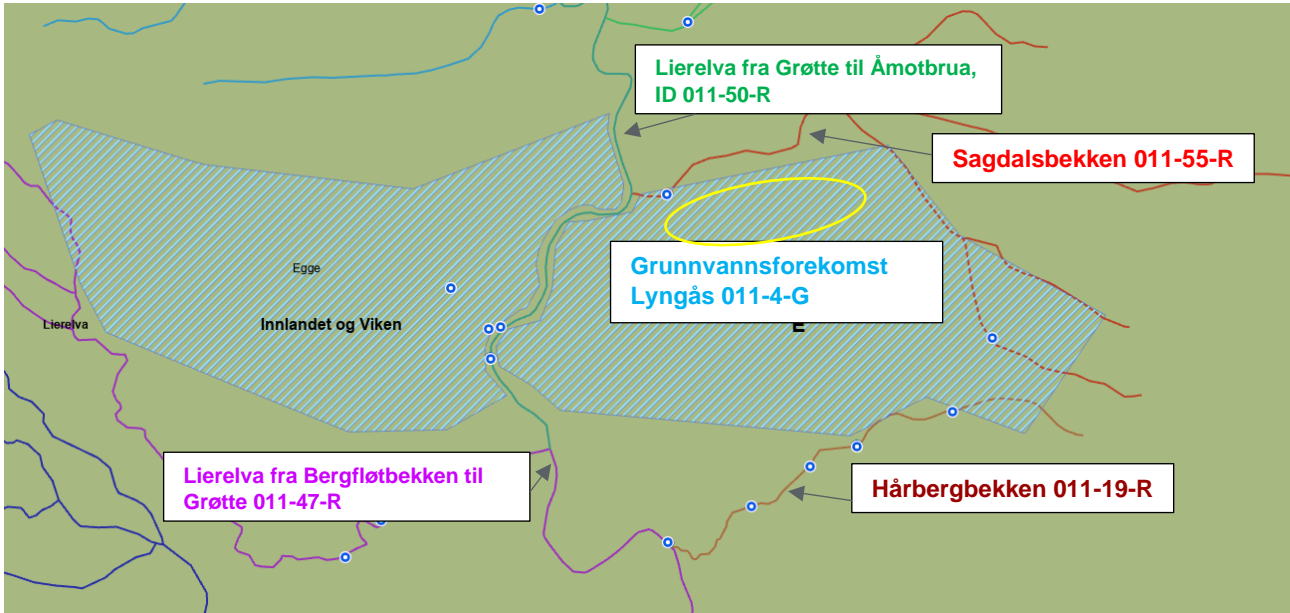 Lierelva fra Grøtte til Åmotbrua,
ID 011-50-R
Sagdalsbekken 011-55-R
Grunnvannsforekomst
Lyngås 011-4-G
Egge
Lierelva
Innlandet og Viken
E
Lierelva fra Bergfløtbekken til
Grøtte 011-47-R
Hårbergbekken 011-19-R